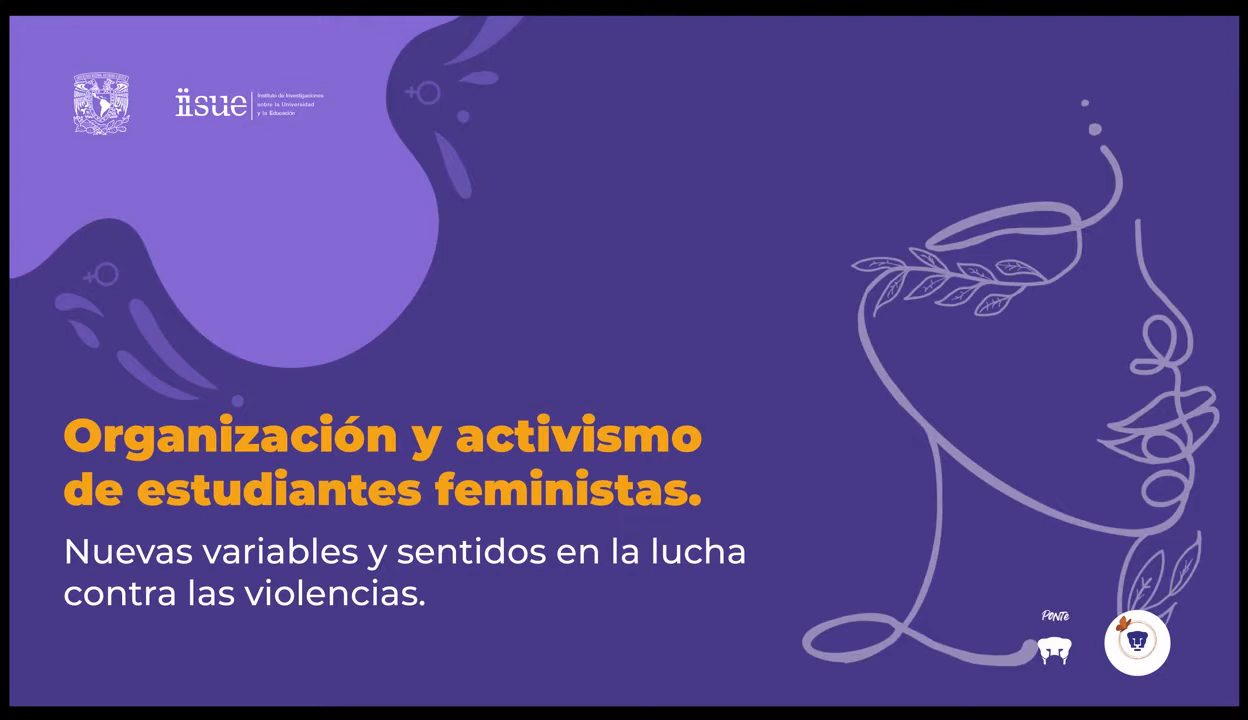 iisue
Instituto de Investigaciones
sobre la Universidad
y la Educación
Organización y activismo
de estudiantes feministas.
Nuevas variables y sentidos en la lucha
contra las violencias.
PONTE